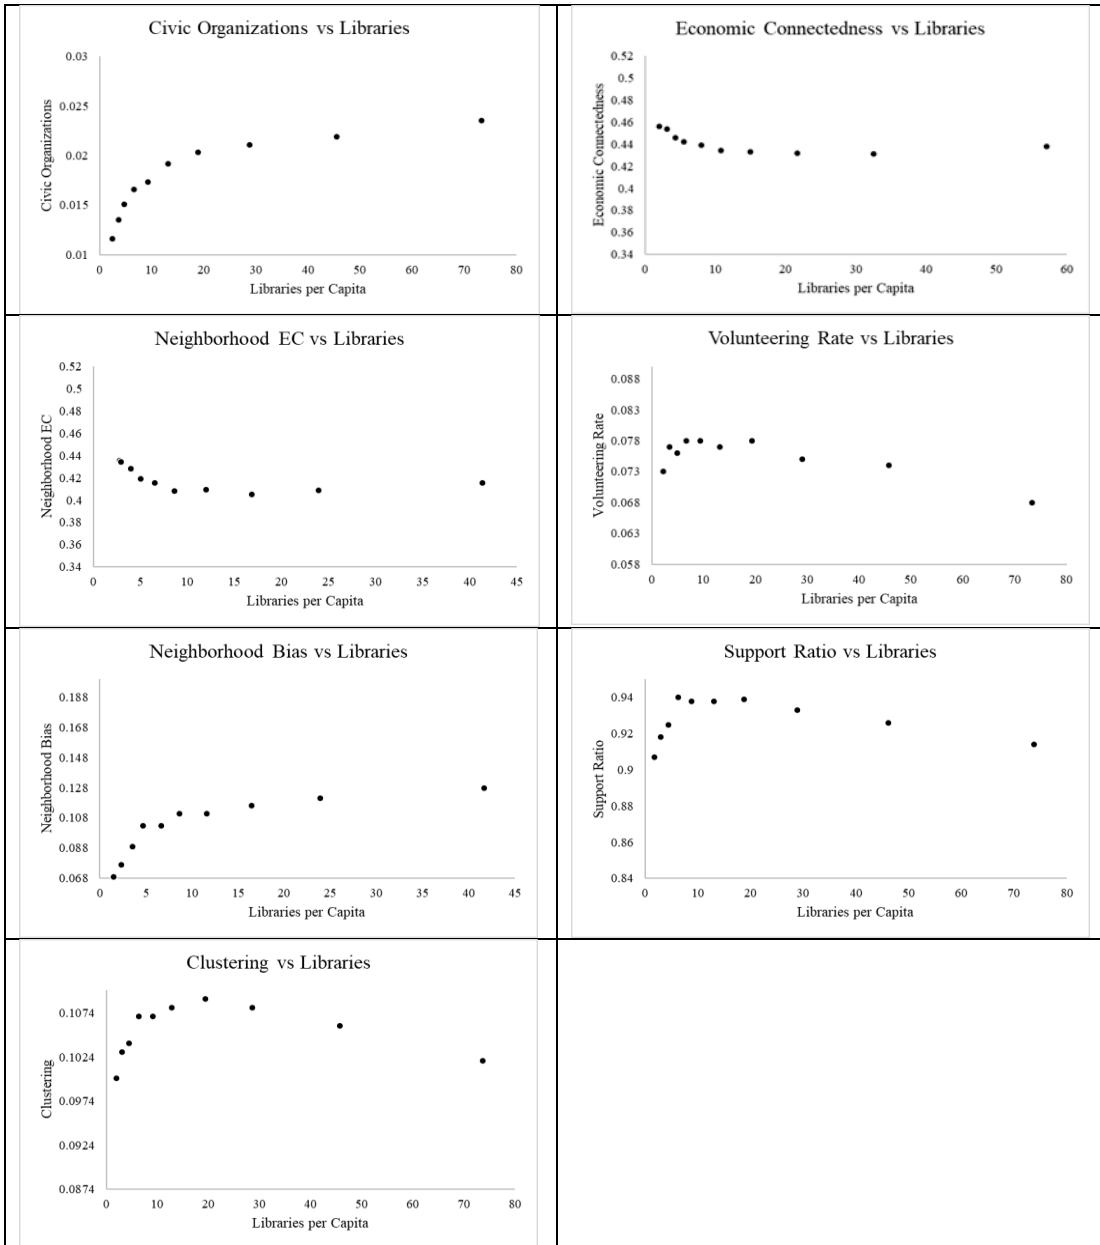 Civic Organizations vs Libraries
0.03
0.025
0.02
0.015
0.01
Civic Organizations
0 10 20 30 40 50 60 70 80
Libraries per Capita
Economic Connectedness vs Libraries
0.52
0.5
0.48
0.46
0.44
0.42
0.4
0.38
0.36
0.34
Economic Connectedness
0 10 20 30 40 50 60
Libraries per Capita
Neighborhood EC vs Libraries
0.52
0.5
0.48
0.46
0.44
0.42
0.4
0.38
0.36
0.34
Neighborhood EC
0 5 10 15 20 25 30 35 40 45
Libraries per Capita
Volunteering Rate vs Libraries
0.088
0.083
0.078
0.073
0.068
0.063
0.058
Volunteering Rate
0 10 20 30 40 50 60 70 80
Libraries per Capita
Neighborhood Bias vs Libraries
0.188
0.168
0.148
0.128
0.108
0.088
0.068
Neighborhood Bias
0 5 10 15 20 25 30 35 40 45
Libraries per Capita
Support Ratio vs Libraries
0.94
0.92
0.9
0.88
0.86
0.84
Support Ratio
0 10 20 30 40 50 60 70 80
Libraries per Capita
Clustering vs Libraries
0.1074
0.1024
0.0974
0.0924
0.0874
Clustering
0 10 20 30 40 50 60 70 80
Libraries per Capita